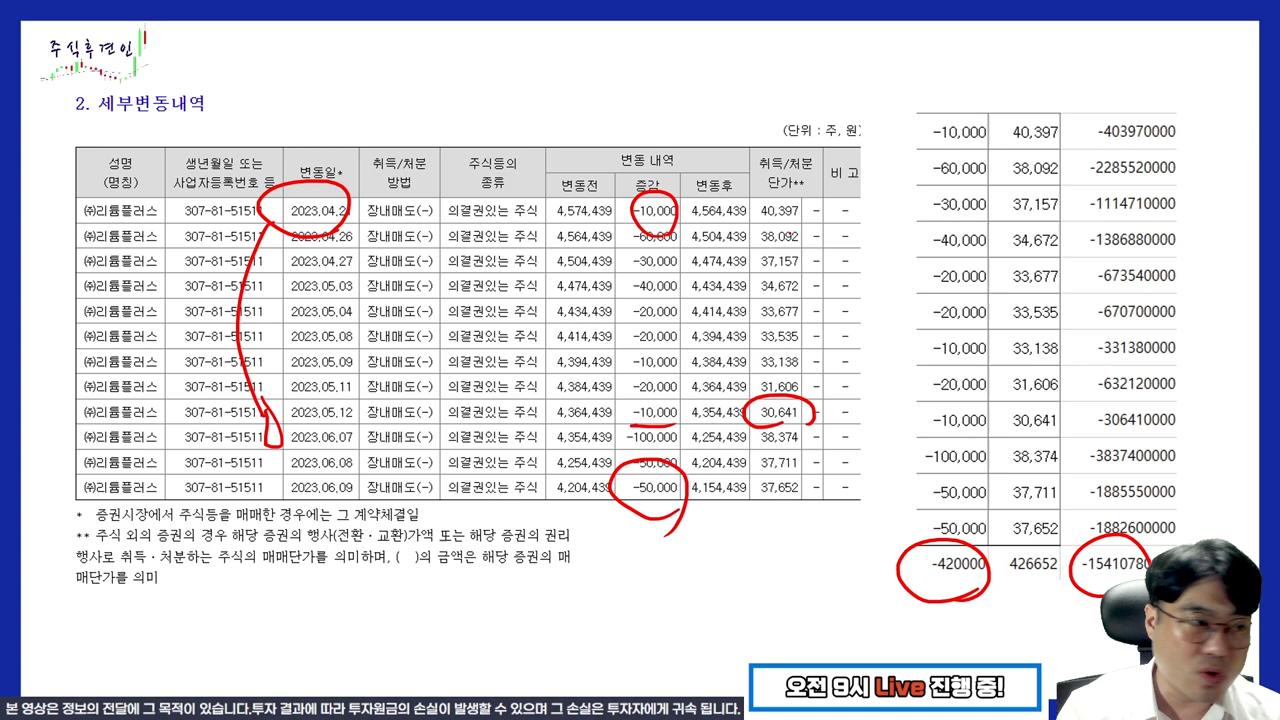 주식후견인
2. 세부변동내역
(단위 : 주, 원)
성명 (명칭) 생년월일 또는 사업자등록번호 등 변동일* 취득/처분 방법 주식등의 종류 변동 내역 취득/처분 단가** 비 고
변동전 증감 변동후
㈜리튬플러스 307-81-51511 장내매도(-) 의결권있는 주식 4,574,439 -10,000 4,564,439 40,397 - -
㈜리튬플러스 307-81-51511 2023.04.26 장내매도(-) 의결권있는 주식 4,564,439 -60,000 4,504,439 38,092 - -
㈜리튬플러스 307-81-51511 2023.04.27 장내매도(-) 의결권있는 주식 4,504,439 -30,000 4,474,439 37,157 - -
㈜리튬플러스 307-81-51511 2023.05.03 장내매도(-) 의결권있는 주식 4,474,439 -40,000 4,434,439 34,672 - -
㈜리튬플러스 307-81-51511 2023.05.04 장내매도(-) 의결권있는 주식 4,434,439 -20,000 4,414,439 33,677 - -
㈜리튬플러스 307-81-51511 2023.05.08 장내매도(-) 의결권있는 주식 4,414,439 -20,000 4,394,439 33,535 - -
㈜리튬플러스 307-81-51511 2023.05.09 장내매도(-) 의결권있는 주식 4,394,439 -10,000 4,384,439 33,138 - -
㈜리튬플러스 307-81-51511 2023.05.11 장내매도(-) 의결권있는 주식 4,384,439 -20,000 4,364,439 31,606 - -
㈜리튬플러스 307-81-51511 2023.05.12 장내매도(-) 의결권있는 주식 4,364,439 -10,000 4,354,439 30,641 - -
㈜리튬플러스 307-81-51511 2023.06.07 장내매도(-) 의결권있는 주식 4,354,439 -100,000 4,254,439 38,374 - -
㈜리튬플러스 307-81-51511 2023.06.08 장내매도(-) 의결권있는 주식 4,254,439 -50,000 4,204,439 37,711 - -
㈜리튬플러스 307-81-51511 2023.06.09 장내매도(-) 의결권있는 주식 4,204,439 -50,000 4,154,439 37,652 - -
* 증권시장에서 주식등을 매매한 경우에는 그 계약체결일
** 주식 외의 증권의 경우 해당 증권의 행사(전환·교환)가액 또는 해당 증권의 권리
행사로 취득·처분하는 주식의 매매단가를 의미하며, ( )의 금액은 해당 증권의 매
매단가를 의미
-10,000 40,397 -403970000
-60,000 38,092 -2285520000
-30,000 37,157 -1114710000
-40,000 34,672 -1386880000
-20,000 33,677 -673540000
-20,000 33,535 -670700000
-10,000 33,138 -331380000
-20,000 31,606 -632120000
-10,000 30,641 -306410000
-100,000 38,374 -3837400000
-50,000 37,711 -1885550000
-50,000 37,652 -1882600000
-420000 426652
오전 9시 Live 진행 중!
본 영상은 정보의 전달에 그 목적이 있습니다.투자 결과에 따라 투자원금의 손실이 발생할 수 있으며 그 손실은 투자자에게 귀속 됩니다.